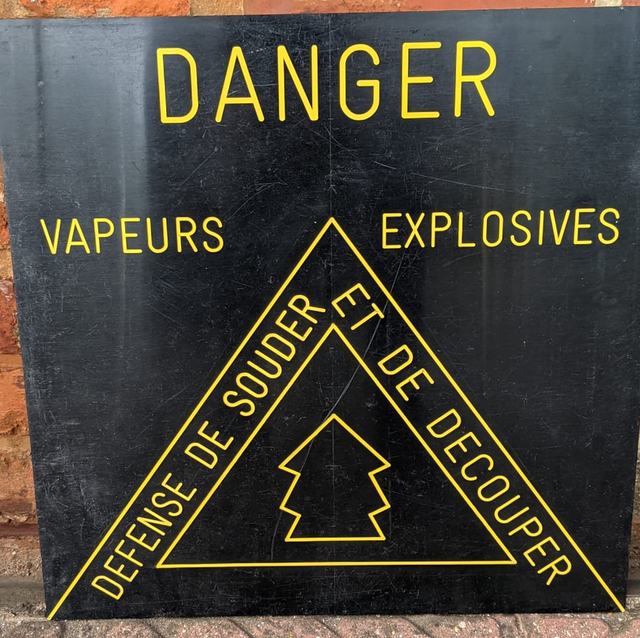 DANGER
VAPEURS EXPLOSIVES
DEFENSE DE SOUDER
ET DE DECOUPER